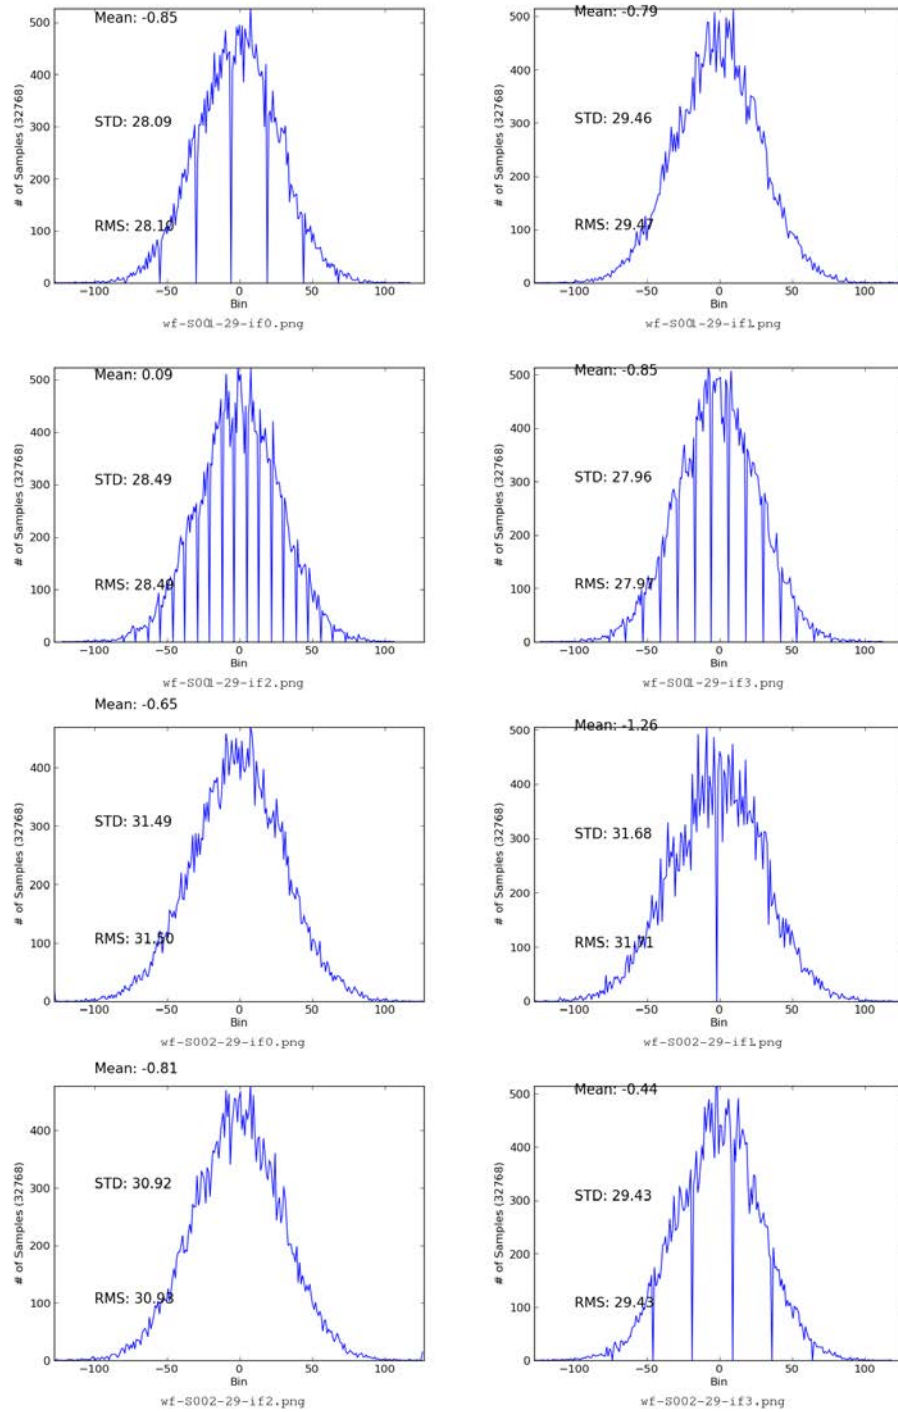 Mean: -0.85
500
400
STD: 28.09
300
200
RMS: 28.10
100
0
# of Samples (32768)
−100 −50 0 50 100
Bin
wf-S001-29-if0.png
Mean: -0.79
500
400
STD: 29.46
300
200
RMS: 29.47
100
0
# of Samples (32768)
−100 −50 0 50 100
Bin
wf-S001-29-if1.png
Mean: 0.09
500
400
STD: 28.49
300
200
RMS: 28.49
100
0
# of Samples (32768)
−100 −50 0 50 100
Bin
wf-S001-29-if2.png
Mean: -0.85
500
400
STD: 27.96
300
200
RMS: 27.97
100
0
# of Samples (32768)
−100 −50 0 50 100
Bin
wf-S001-29-if3.png
Mean: -0.65
400
STD: 31.49
300
200
RMS: 31.50
100
0
# of Samples (32768)
−100 −50 0 50 100
Bin
wf-S002-29-if0.png
Mean: -1.26
500
400
STD: 31.68
300
200
RMS: 31.71
100
0
# of Samples (32768)
−100 −50 0 50 100
Bin
wf-S002-29-if1.png
Mean: -0.81
400
STD: 30.92
300
200
RMS: 30.93
100
0
# of Samples (32768)
−100 −50 0 50 100
Bin
wf-S002-29-if2.png
Mean: -0.44
500
400
STD: 29.43
300
200
RMS: 29.43
100
0
# of Samples (32768)
−100 −50 0 50 100
Bin
wf-S002-29-if3.png